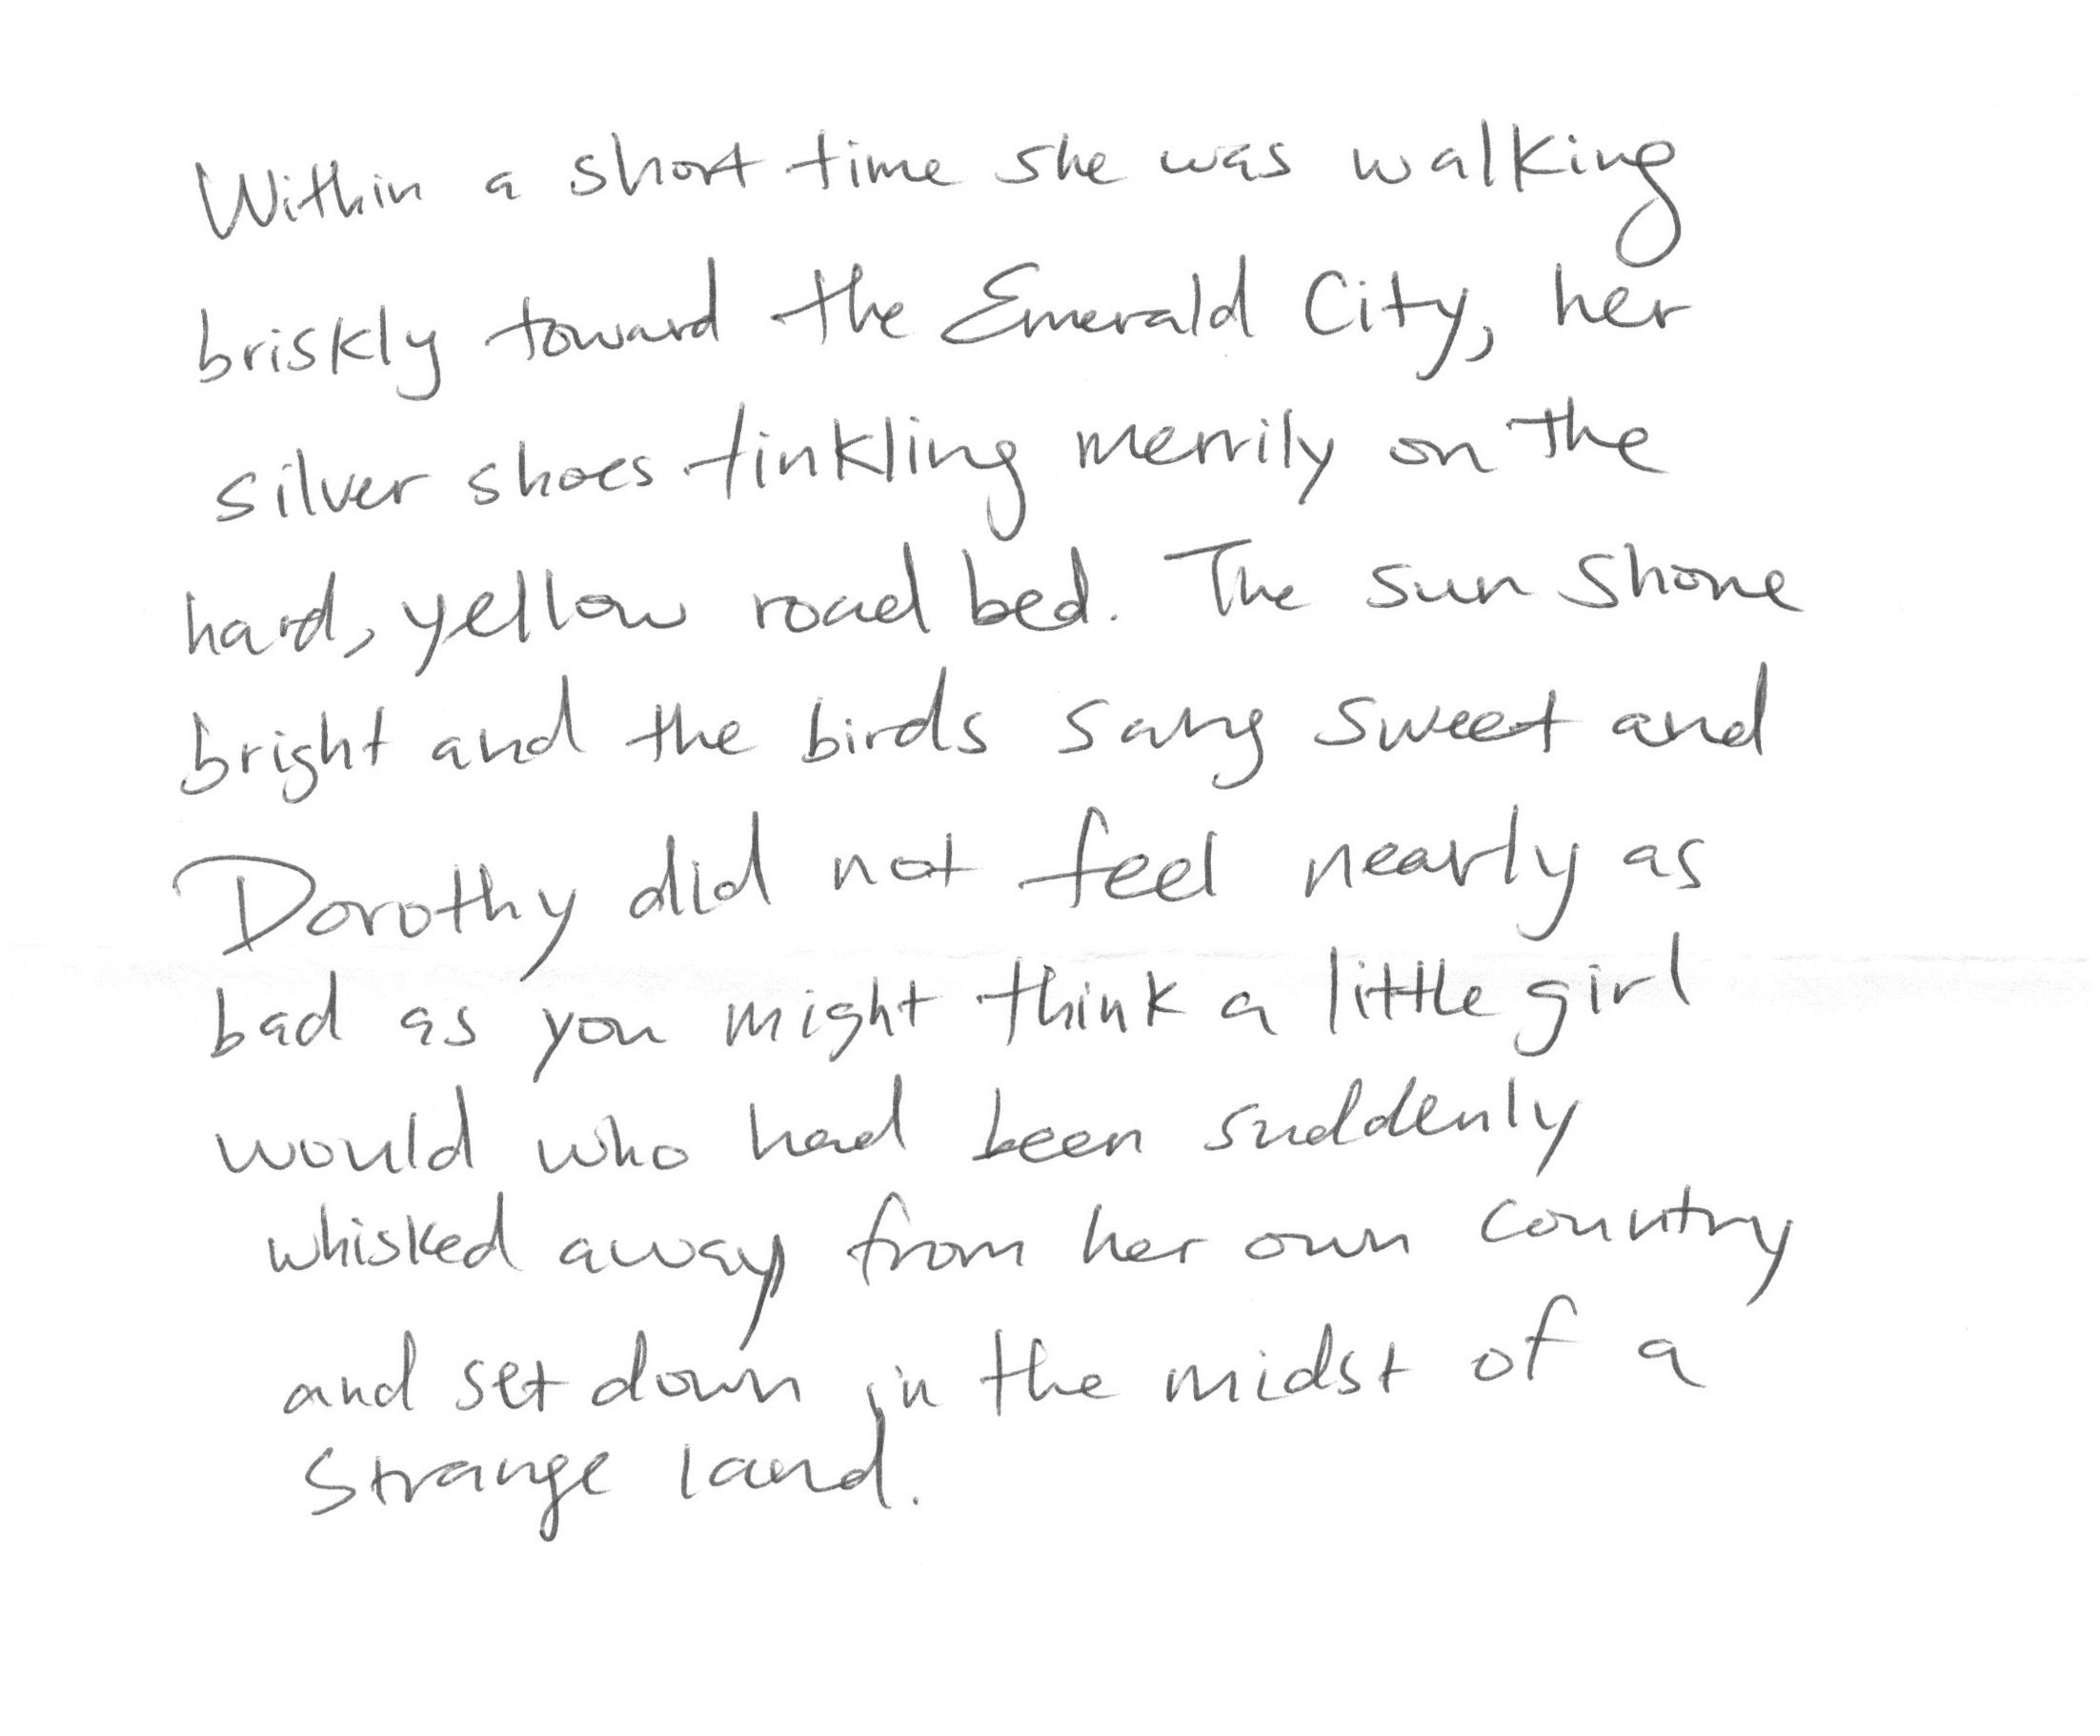 Within a short time she was walking
briskly toward the Emerald City, her
silver shoes tinkling merrily on the
hard, yellow road bed. The sun shone
bright and the birds sang sweet and
Dorothy did not feel nearly as
bad as you might think a little girl
would who had been suddenly
whisked away from her own country
and set down in the midst of a
strange land.